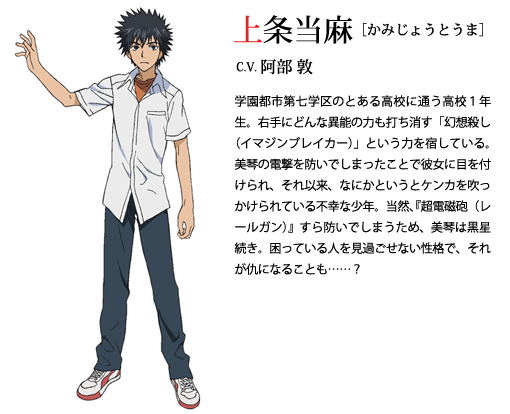 上条当麻［かみじょうとうま］
C.V. 阿部 敦
学園都市第七学区のとある高校に通う高校１年
生。右手にどんな異能の力も打ち消す「幻想殺し
（イマジンブレイカー）」という力を宿している。
美琴の電撃を防いでしまったことで彼女に目を付
けられ、それ以来、なにかというとケンカを吹っ
かけられている不幸な少年。当然、『超電磁砲（レ
ールガン）』すら防いでしまうため、美琴は黒星
続き。困っている人を見過ごせない性格で、それ
が仇になることも……？